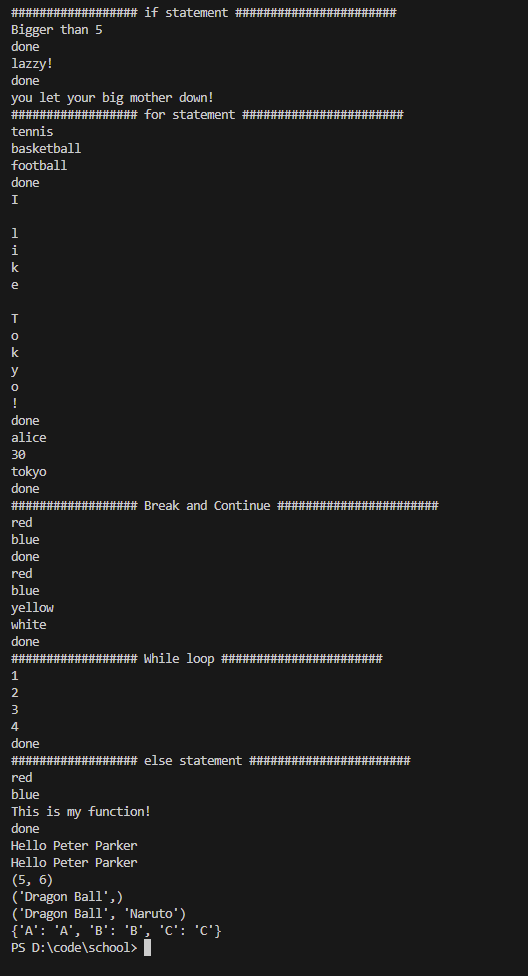 ################## if statement #######################
Bigger than 5
done
lazzy!
done
you let your big mother down!
################## for statement #######################
tennis
basketball
football
done
I
l
i
k
e
T
o
k
y
o
!
done
alice
30
tokyo
done
################## Break and Continue #######################
red
blue
done
red
blue
yellow
white
done
################## While loop #######################
1
2
3
4
done
################## else statement #######################
red
blue
This is my function!
done
Hello Peter Parker
Hello Peter Parker
(5, 6)
('Dragon Ball',)
('Dragon Ball', 'Naruto')
{'A': 'A', 'B': 'B', 'C': 'C'}
PS D:\code\school>